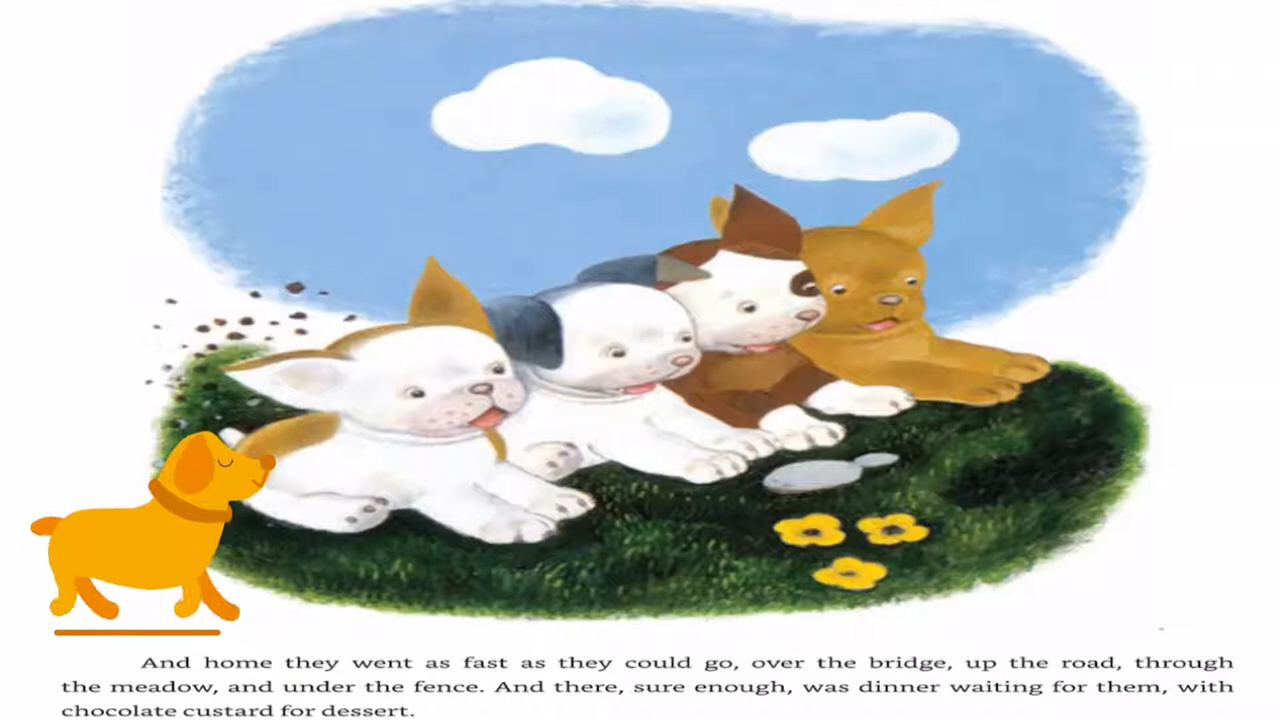 And home they went as fast as they could go, over the bridge, up the road, through
the meadow, and under the fence. And there, sure enough, was dinner waiting for them, with
chocolate custard for dessert.